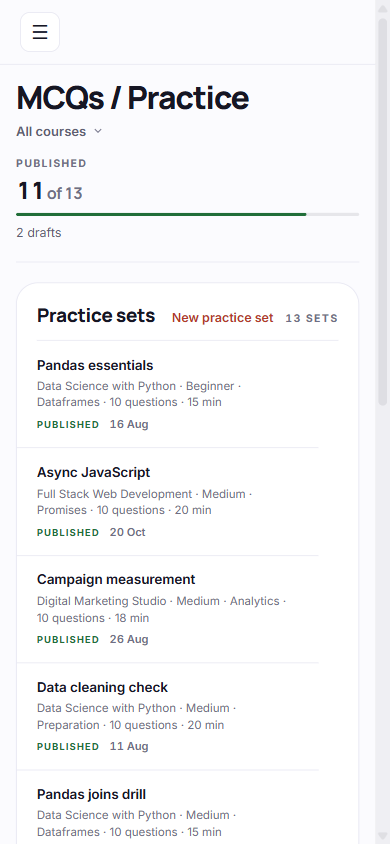 ☰
MCQs / Practice
All courses
PUBLISHED
11 of 13
2 drafts
Practice sets New practice set 13 SETS
Pandas essentials
Data Science with Python · Beginner ·
Dataframes · 10 questions · 15 min
PUBLISHED 16 Aug
Async JavaScript
Full Stack Web Development · Medium ·
Promises · 10 questions · 20 min
PUBLISHED 20 Oct
Campaign measurement
Digital Marketing Studio · Medium · Analytics ·
10 questions · 18 min
PUBLISHED 26 Aug
Data cleaning check
Data Science with Python · Medium ·
Preparation · 10 questions · 20 min
PUBLISHED 11 Aug
Pandas joins drill
Data Science with Python · Medium ·
Dataframes · 10 questions · 15 min